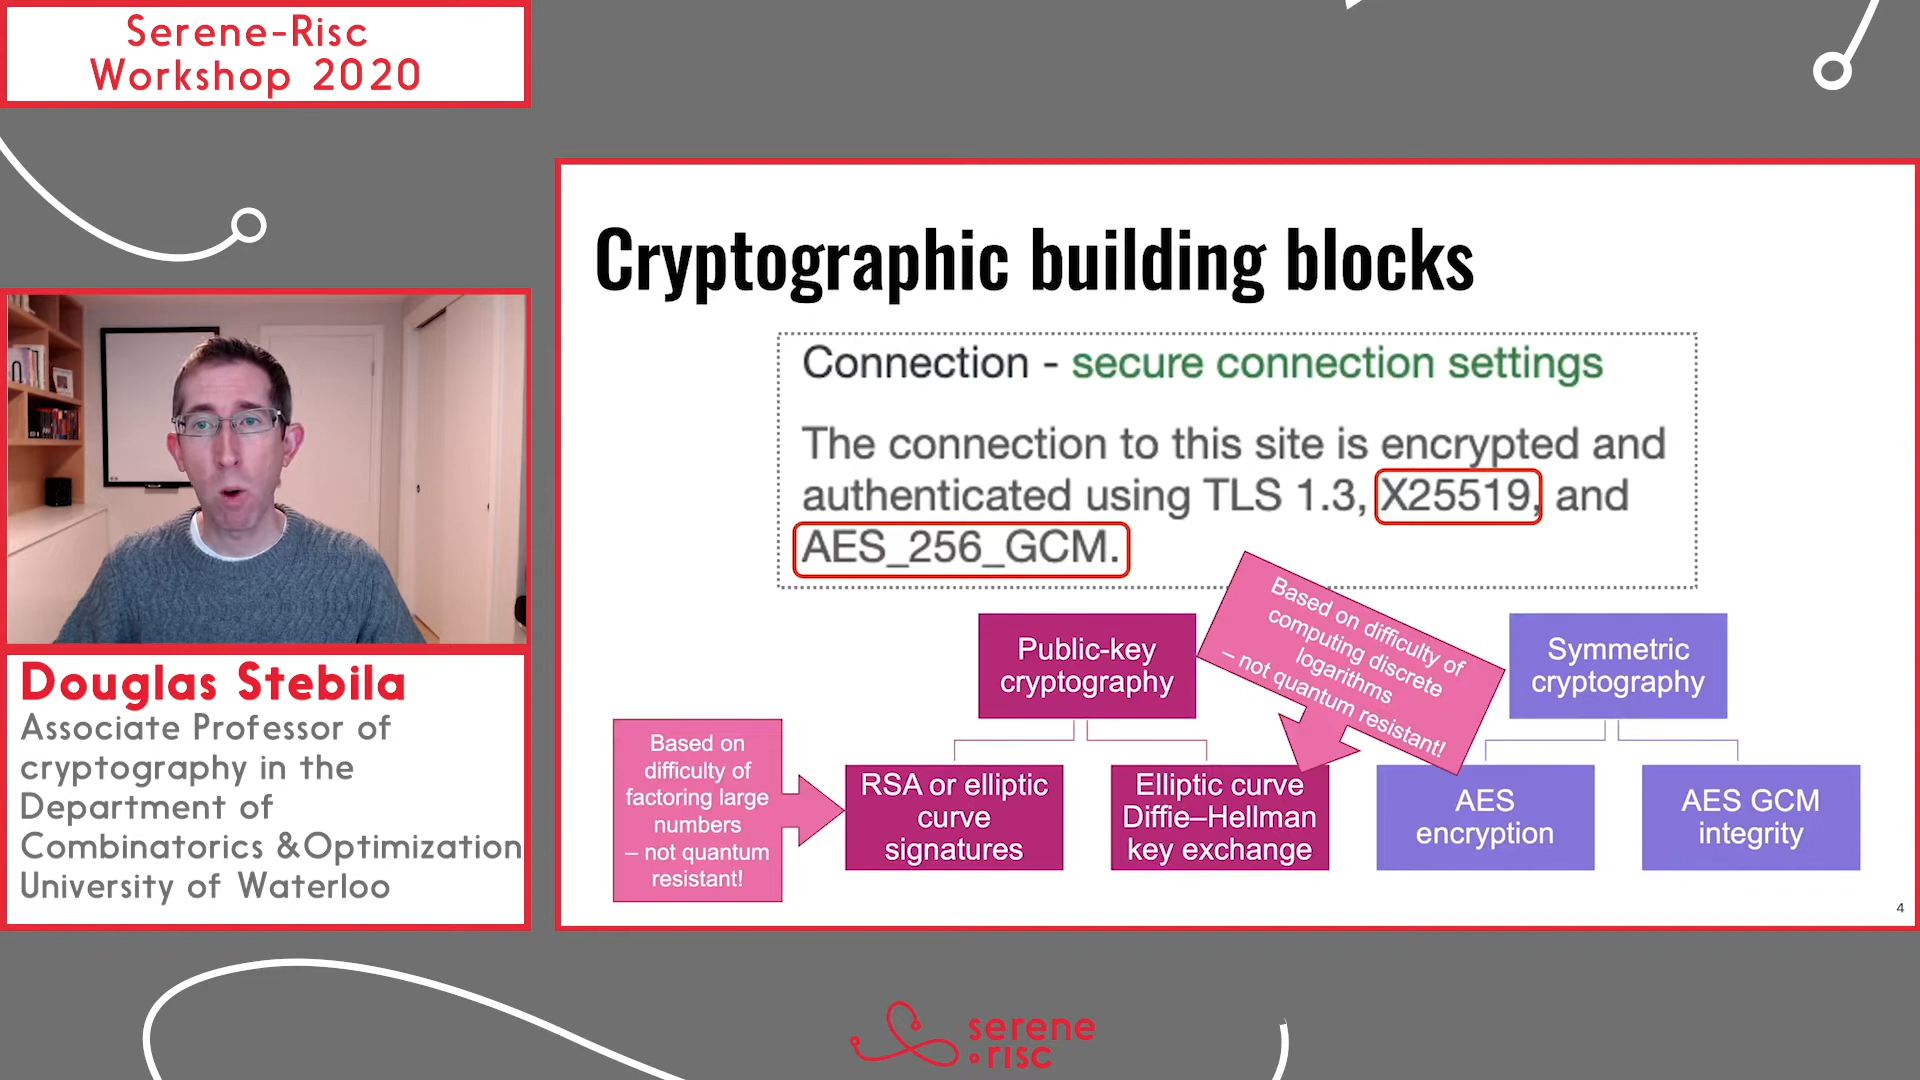 Serene-Risc
Workshop 2020
Douglas Stebila
Associate Professor of
cryptography in the
Department of
Combinatorics &Optimization
University of Waterloo
Cryptographic building blocks
Connection - secure connection settings
The connection to this site is encrypted and
authenticated using TLS 1.3, X25519, and
AES_256_GCM.
Public-key
cryptography
Based on difficulty of
computing discrete
logarithms
– not quantum resistant!
Symmetric
cryptography
Based on
difficulty of
factoring large
numbers
– not quantum
resistant!
RSA or elliptic
curve
signatures
Elliptic curve
Diffie–Hellman
key exchange
AES
encryption
AES GCM
integrity
4
serene
risc